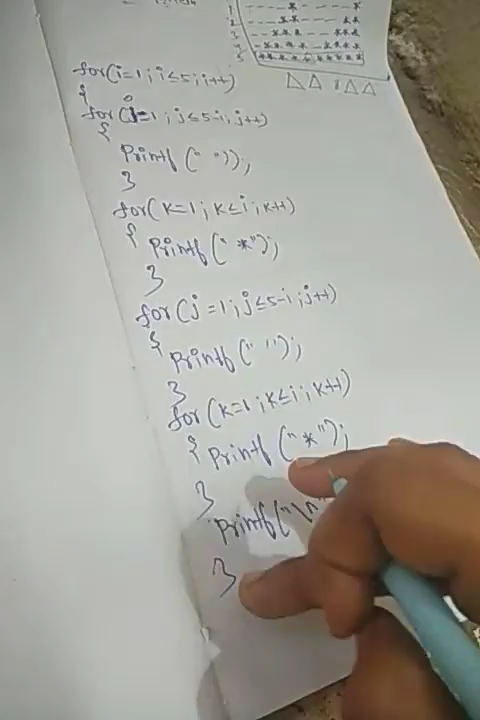 for(i=1;i≤5;i++)
{
for(j=1;j≤5-i;j++)
{
Printf(" "));
}
for(k=1;k≤i;k++)
{ Printf("*");
}
for(j=1;j≤5-i;j++)
{
Printf(" ");
}
for(k=1;k≤i;k++)
{ Printf("*");
}
Printf("\n"
}